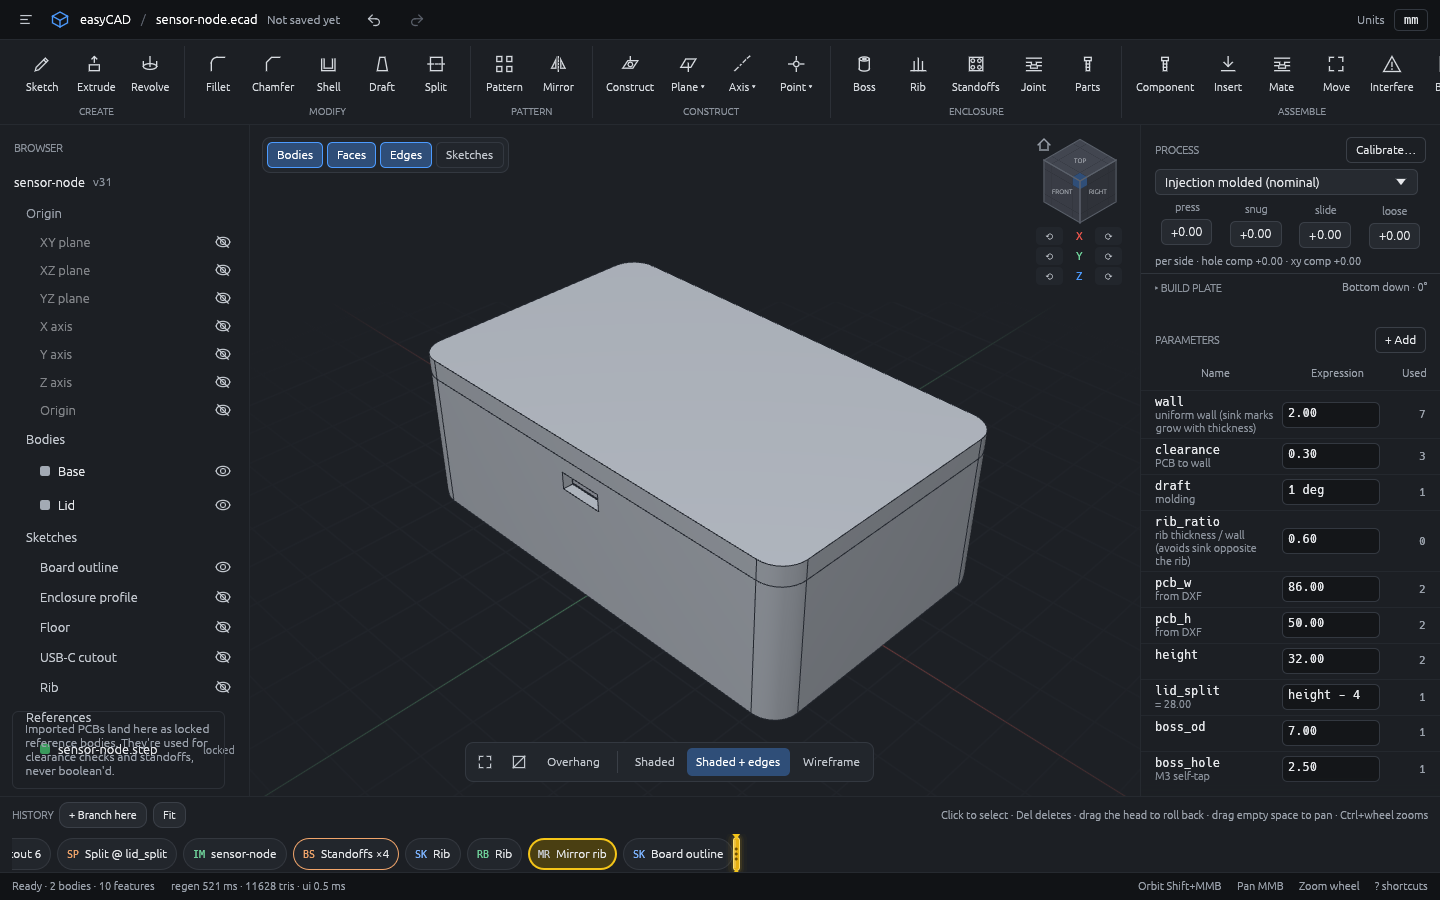 easyCAD / sensor-node.ecad Not saved yet
Units mm
Sketch Extrude Revolve
CREATE
Fillet Chamfer Shell Draft Split
MODIFY
Pattern Mirror
PATTERN
Construct Plane Axis Point
CONSTRUCT
Boss Rib Standoffs Joint Parts
ENCLOSURE
Component Insert Mate Move Interfere
ASSEMBLE
BROWSER
sensor-node v31
Origin
XY plane
XZ plane
YZ plane
X axis
Y axis
Z axis
Origin
Bodies
Base
Lid
Sketches
Board outline
Enclosure profile
Floor
USB-C cutout
Rib
References
sensor-node.step locked
Imported PCBs land here as locked
reference bodies. They're used for
clearance checks and standoffs,
never boolean'd.
Bodies Faces Edges Sketches
TOP
FRONT RIGHT
X
Y
Z
Overhang Shaded Shaded + edges Wireframe
PROCESS Calibrate...
Injection molded (nominal)
press snug slide loose
+0.00 +0.00 +0.00 +0.00
per side · hole comp +0.00 · xy comp +0.00
BUILD PLATE Bottom down · 0°
PARAMETERS + Add
Name Expression Used
wall 2.00 7
uniform wall (sink marks
grow with thickness)
clearance 0.30 3
PCB to wall
draft 1 deg 1
molding
rib_ratio 0.60 0
rib thickness / wall
(avoids sink opposite
the rib)
pcb_w 86.00 2
from DXF
pcb_h 50.00 2
from DXF
height 32.00 2
lid_split height - 4 1
= 28.00
boss_od 7.00 1
boss_hole 2.50 1
M3 self-tap
HISTORY + Branch here Fit
Click to select · Del deletes · drag the head to roll back · drag empty space to pan · Ctrl+wheel zooms
out 6 SP Split @ lid_split IM sensor-node BS Standoffs ×4 SK Rib RB Rib MR Mirror rib SK Board outline
Ready · 2 bodies · 10 features regen 521 ms · 11628 tris · ui 0.5 ms
Orbit Shift+MMB Pan MMB Zoom wheel ? shortcuts